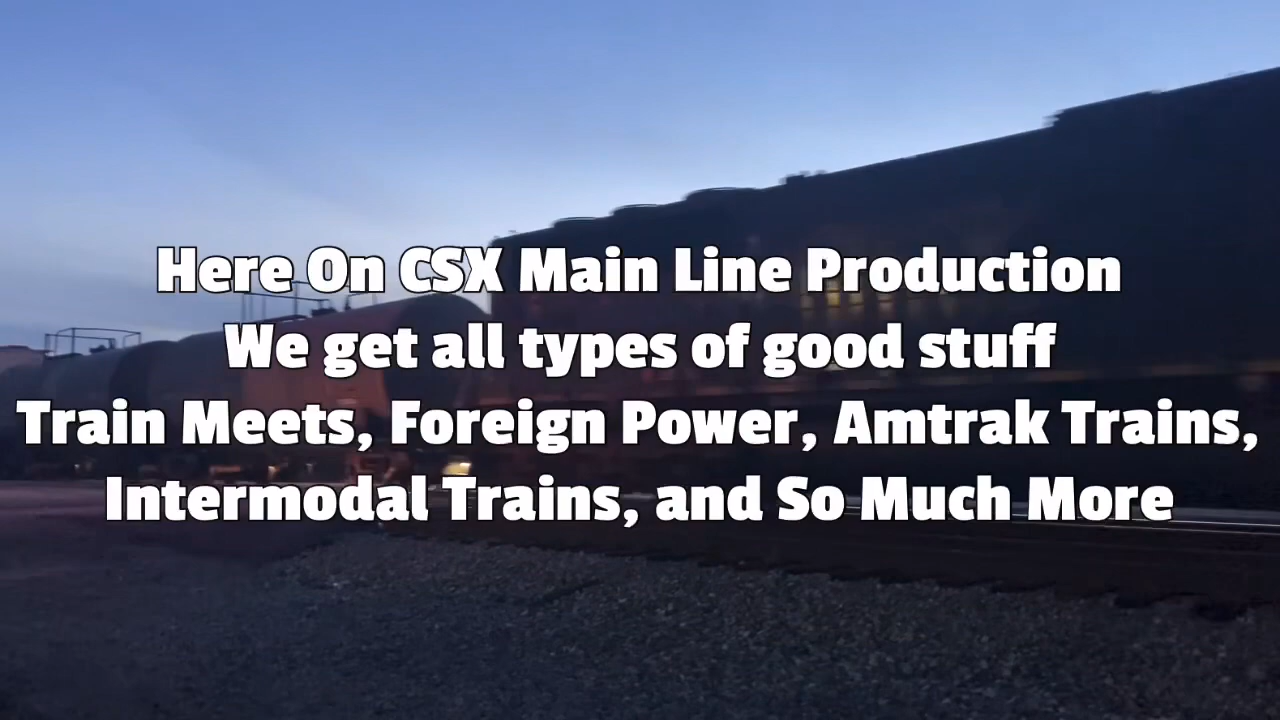 Here On CSX Main Line Production
We get all types of good stuff
Train Meets, Foreign Power, Amtrak Trains,
Intermodal Trains, and So Much More